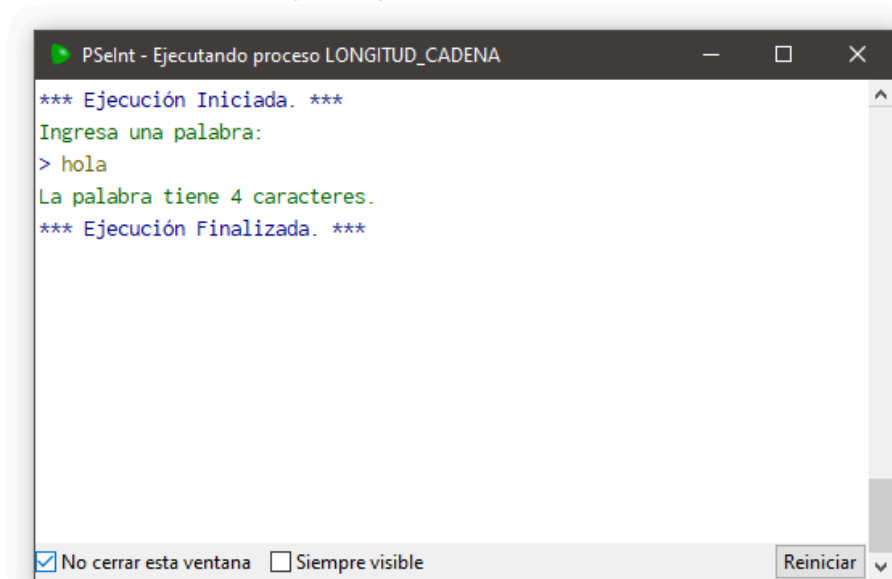 PSeInt - Ejecutando proceso LONGITUD_CADENA
*** Ejecución Iniciada. ***
Ingresa una palabra:
> hola
La palabra tiene 4 caracteres.
*** Ejecución Finalizada. ***
No cerrar esta ventana Siempre visible Reiniciar